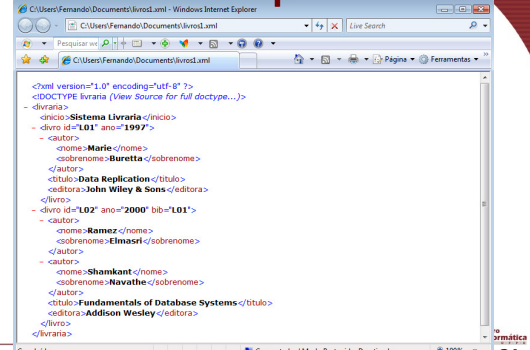 C:\Users\Fernando\Documents\livros1.xml - Windows Internet Explorer
C:\Users\Fernando\Documents\livros1.xml
Live Search
Pesquisar
C:\Users\Fernando\Documents\livros1.xml
Página
Ferramentas
<?xml version="1.0" encoding="utf-8" ?>
<!DOCTYPE livraria (View Source for full doctype...)>
- <livraria>
<inicio>Sistema Livraria</inicio>
- <livro id="L01" ano="1997">
- <autor>
<nome>Marie</nome>
<sobrenome>Buretta</sobrenome>
</autor>
<titulo>Data Replication</titulo>
<editora>John Wiley & Sons</editora>
- <livro id="L02" ano="2000" bib="L01">
- <autor>
<nome>Ramez</nome>
<sobrenome>Elmasri</sobrenome>
</autor>
- <autor>
<nome>Shamkant</nome>
<sobrenome>Navathe</sobrenome>
</autor>
<titulo>Fundamentals of Database Systems</titulo>
<editora>Addison Wesley</editora>
</livro>
</livraria>